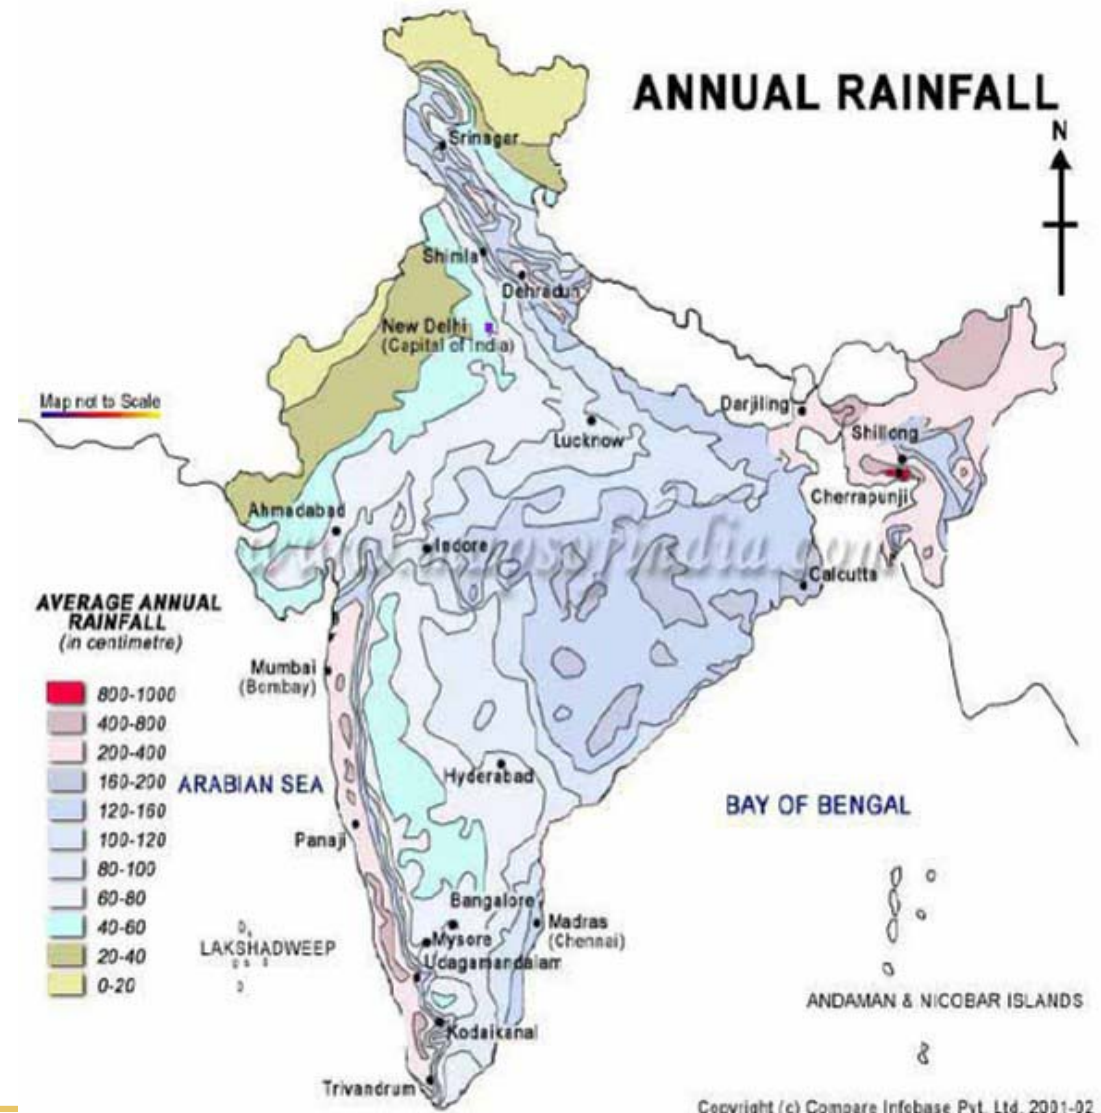 ANNUAL RAINFALL
N
Srinagar
Shimla
Dehradun
New Delhi
(Capital of India)
Map not to Scale
Darjiling
Lucknow
Shillong
Cherrapunji
Ahmadabad
Indore
Calcutta
AVERAGE ANNUAL
RAINFALL
(in centimetre)
Mumbai
(Bombay)
800-1000
400-800
200-400
160-200
120-160
100-120
80-100
60-80
40-60
20-40
0-20
ARABIAN SEA
Hyderabad
BAY OF BENGAL
Panaji
Bangalore
Madras
(Chennai)
Mysore
LAKSHADWEEP
Udagamandalam
ANDAMAN & NICOBAR ISLANDS
Kodaikanal
Trivandrum
Copyright (c) Compare Infobase Pvt. Ltd. 2001-02